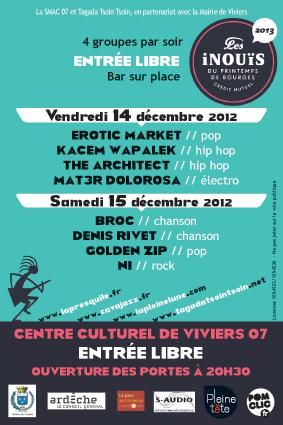 La SMAC 07 et Tagada Tsoin Tsoin, en partenariat avec la Mairie de Viviers
4 groupes par soir
ENTRÉE LIBRE
Bar sur place
2013
Les
iNOUïS
DU PRINTEMPS
DE BOURGES
CRÉDIT MUTUEL
Vendredi 14 décembre 2012
EROTIC MARKET // pop
KACEM WAPALEK // hip hop
THE ARCHITECT // hip hop
MAT3R DOLOROSA // électro
Samedi 15 décembre 2012
BROC // chanson
DENIS RIVET // chanson
GOLDEN ZIP // pop
NI // rock
www.lapresquile.fr
www.cavajazz.fr
www.lapleinelune.com
www.tagadatsointsoin.net
Ne pas jeter sur la voie publique
CENTRE CULTUREL DE VIVIERS 07
ENTRÉE LIBRE
OUVERTURE DES PORTES À 20H30
ardèche
LE CONSEIL GÉNÉRAL
S-AUDIO
Pleine
tête
POM
CLIC!